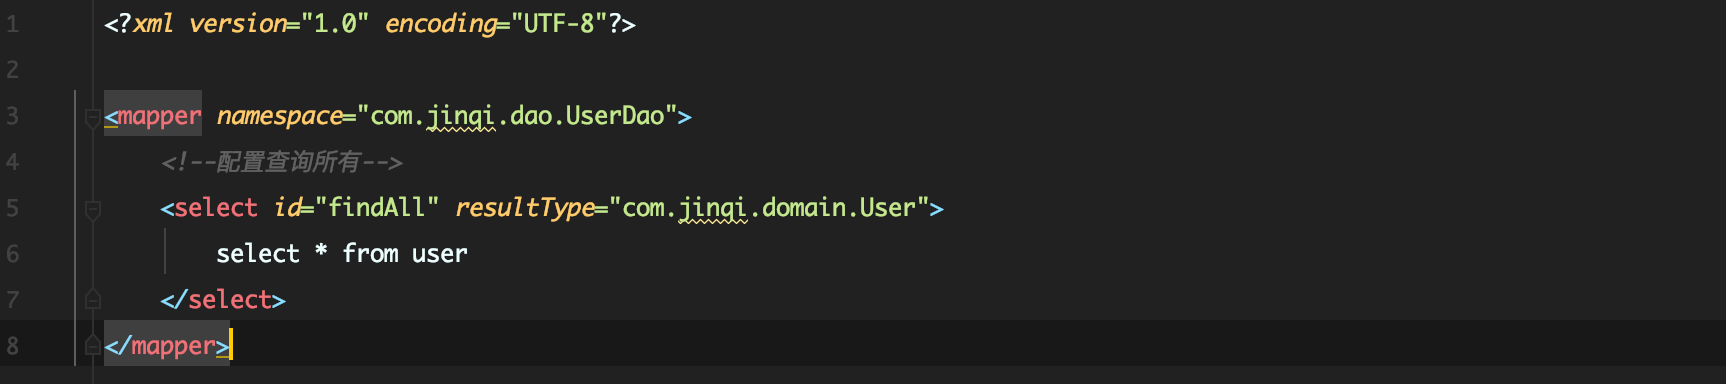 1 <?xml version="1.0" encoding="UTF-8"?>
2
3 <mapper namespace="com.jinqi.dao.UserDao">
4 <!--配置查询所有-->
5 <select id="findAll" resultType="com.jinqi.domain.User">
6 select * from user
7 </select>
8 </mapper>